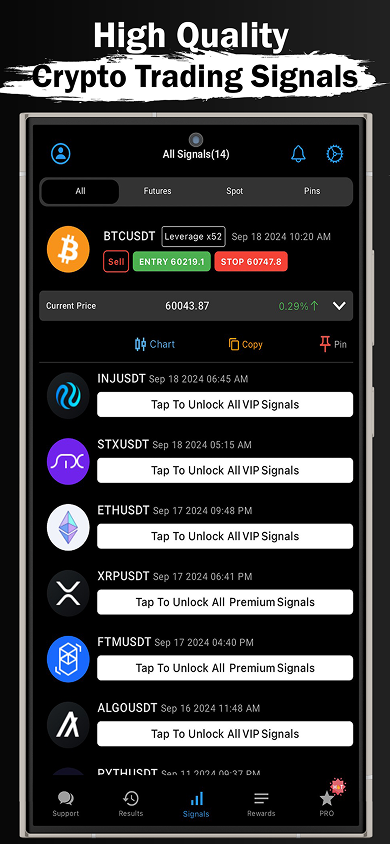 High Quality
Crypto Trading Signals
All Signals(14)
All Futures Spot Pins
BTCUSDT Leverage x52 Sep 18 2024 10:20 AM
Sell ENTRY 60219.1 STOP 60747.8
Current Price 60043.87 0.29%↑
Chart Copy Pin
INJUSDT Sep 18 2024 06:45 AM
Tap To Unlock All VIP Signals
STXUSDT Sep 18 2024 05:15 AM
Tap To Unlock All VIP Signals
ETHUSDT Sep 17 2024 09:48 PM
Tap To Unlock All VIP Signals
XRPUSDT Sep 17 2024 06:41 PM
Tap To Unlock All Premium Signals
FTMUSDT Sep 17 2024 04:40 PM
Tap To Unlock All Premium Signals
ALGOUSDT Sep 16 2024 11:48 AM
Tap To Unlock All VIP Signals
PYTHUSDT Sep 11 2024 09:37 PM
Support Results Signals Rewards PRO